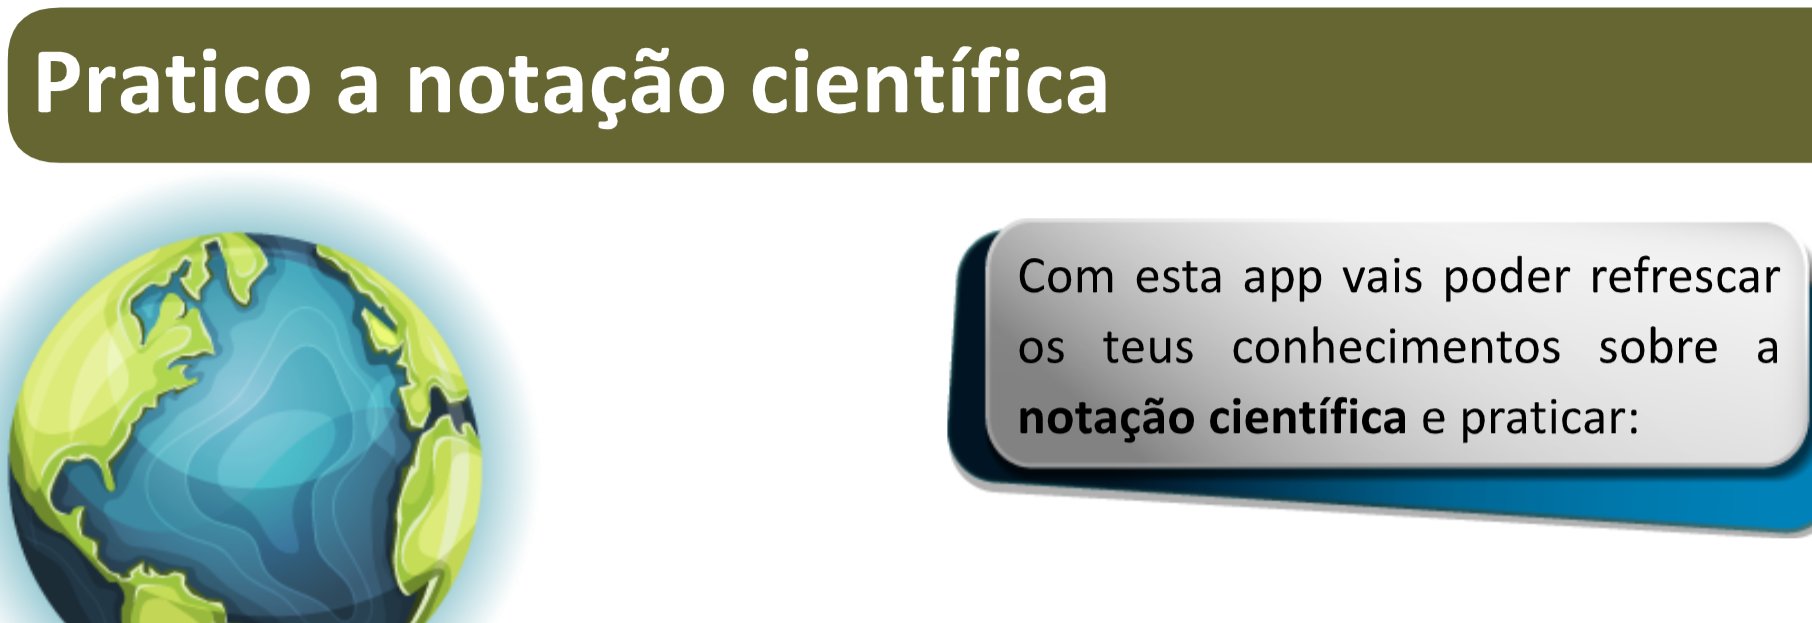 Pratico a notação científica
Com esta app vais poder refrescar
os teus conhecimentos sobre a
notação científica e praticar: